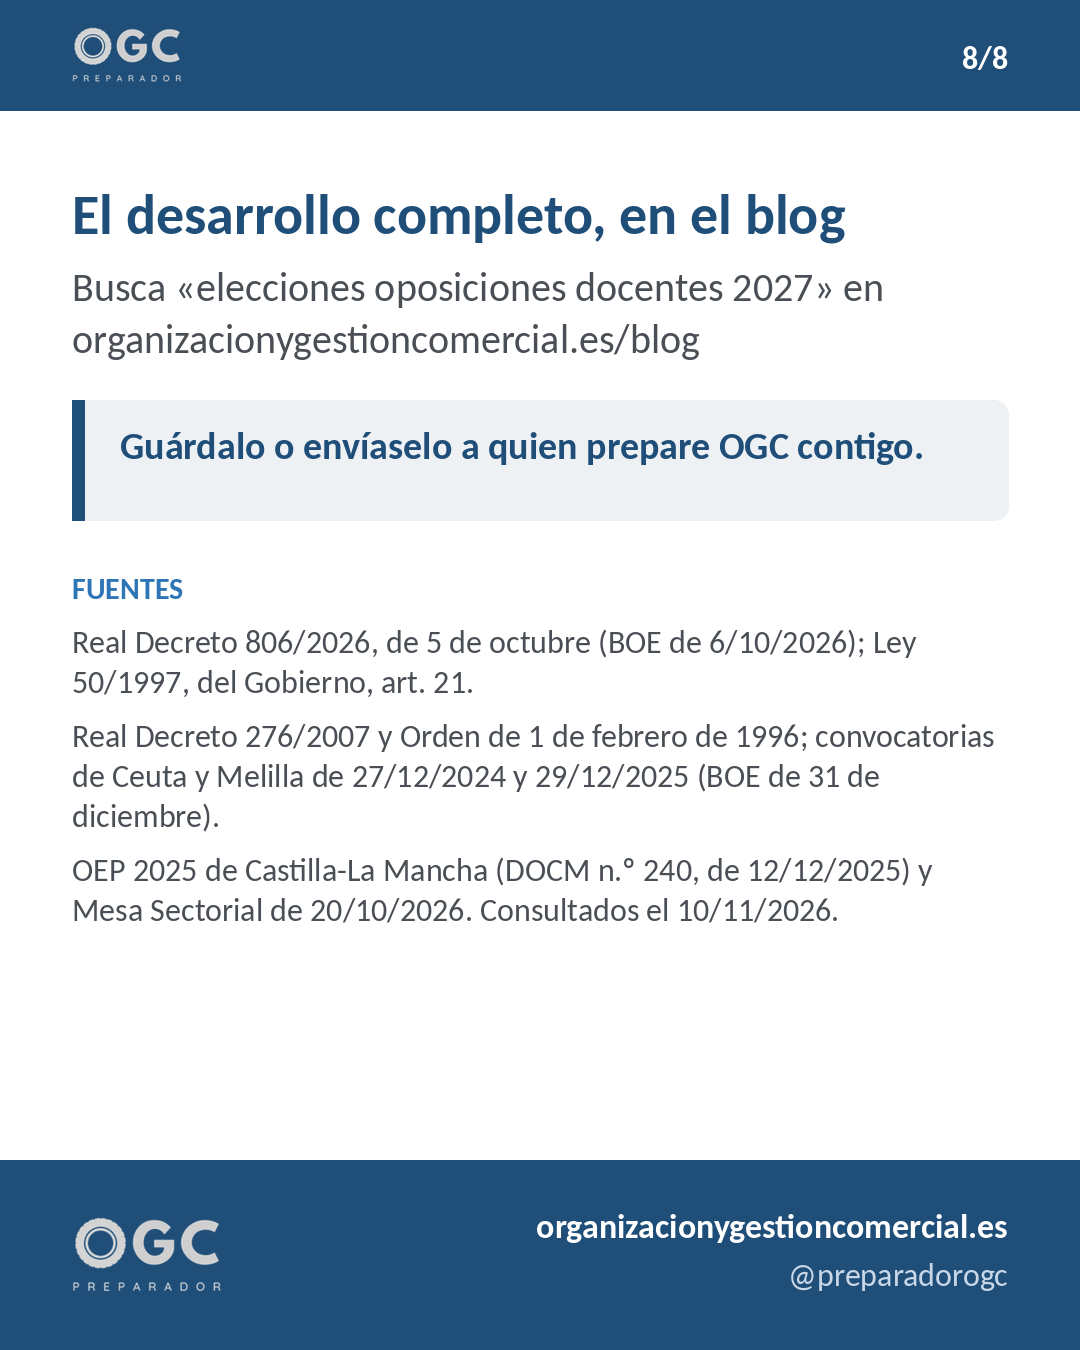 OGC
PREPARADOR
8/8
El desarrollo completo, en el blog
Busca «elecciones oposiciones docentes 2027» en
organizacionygestioncomercial.es/blog
Guárdalo o envíaselo a quien prepare OGC contigo.
FUENTES
Real Decreto 806/2026, de 5 de octubre (BOE de 6/10/2026); Ley
50/1997, del Gobierno, art. 21.
Real Decreto 276/2007 y Orden de 1 de febrero de 1996; convocatorias
de Ceuta y Melilla de 27/12/2024 y 29/12/2025 (BOE de 31 de
diciembre).
OEP 2025 de Castilla-La Mancha (DOCM n.º 240, de 12/12/2025) y
Mesa Sectorial de 20/10/2026. Consultados el 10/11/2026.
OGC
PREPARADOR
organizacionygestioncomercial.es
@preparadorogc